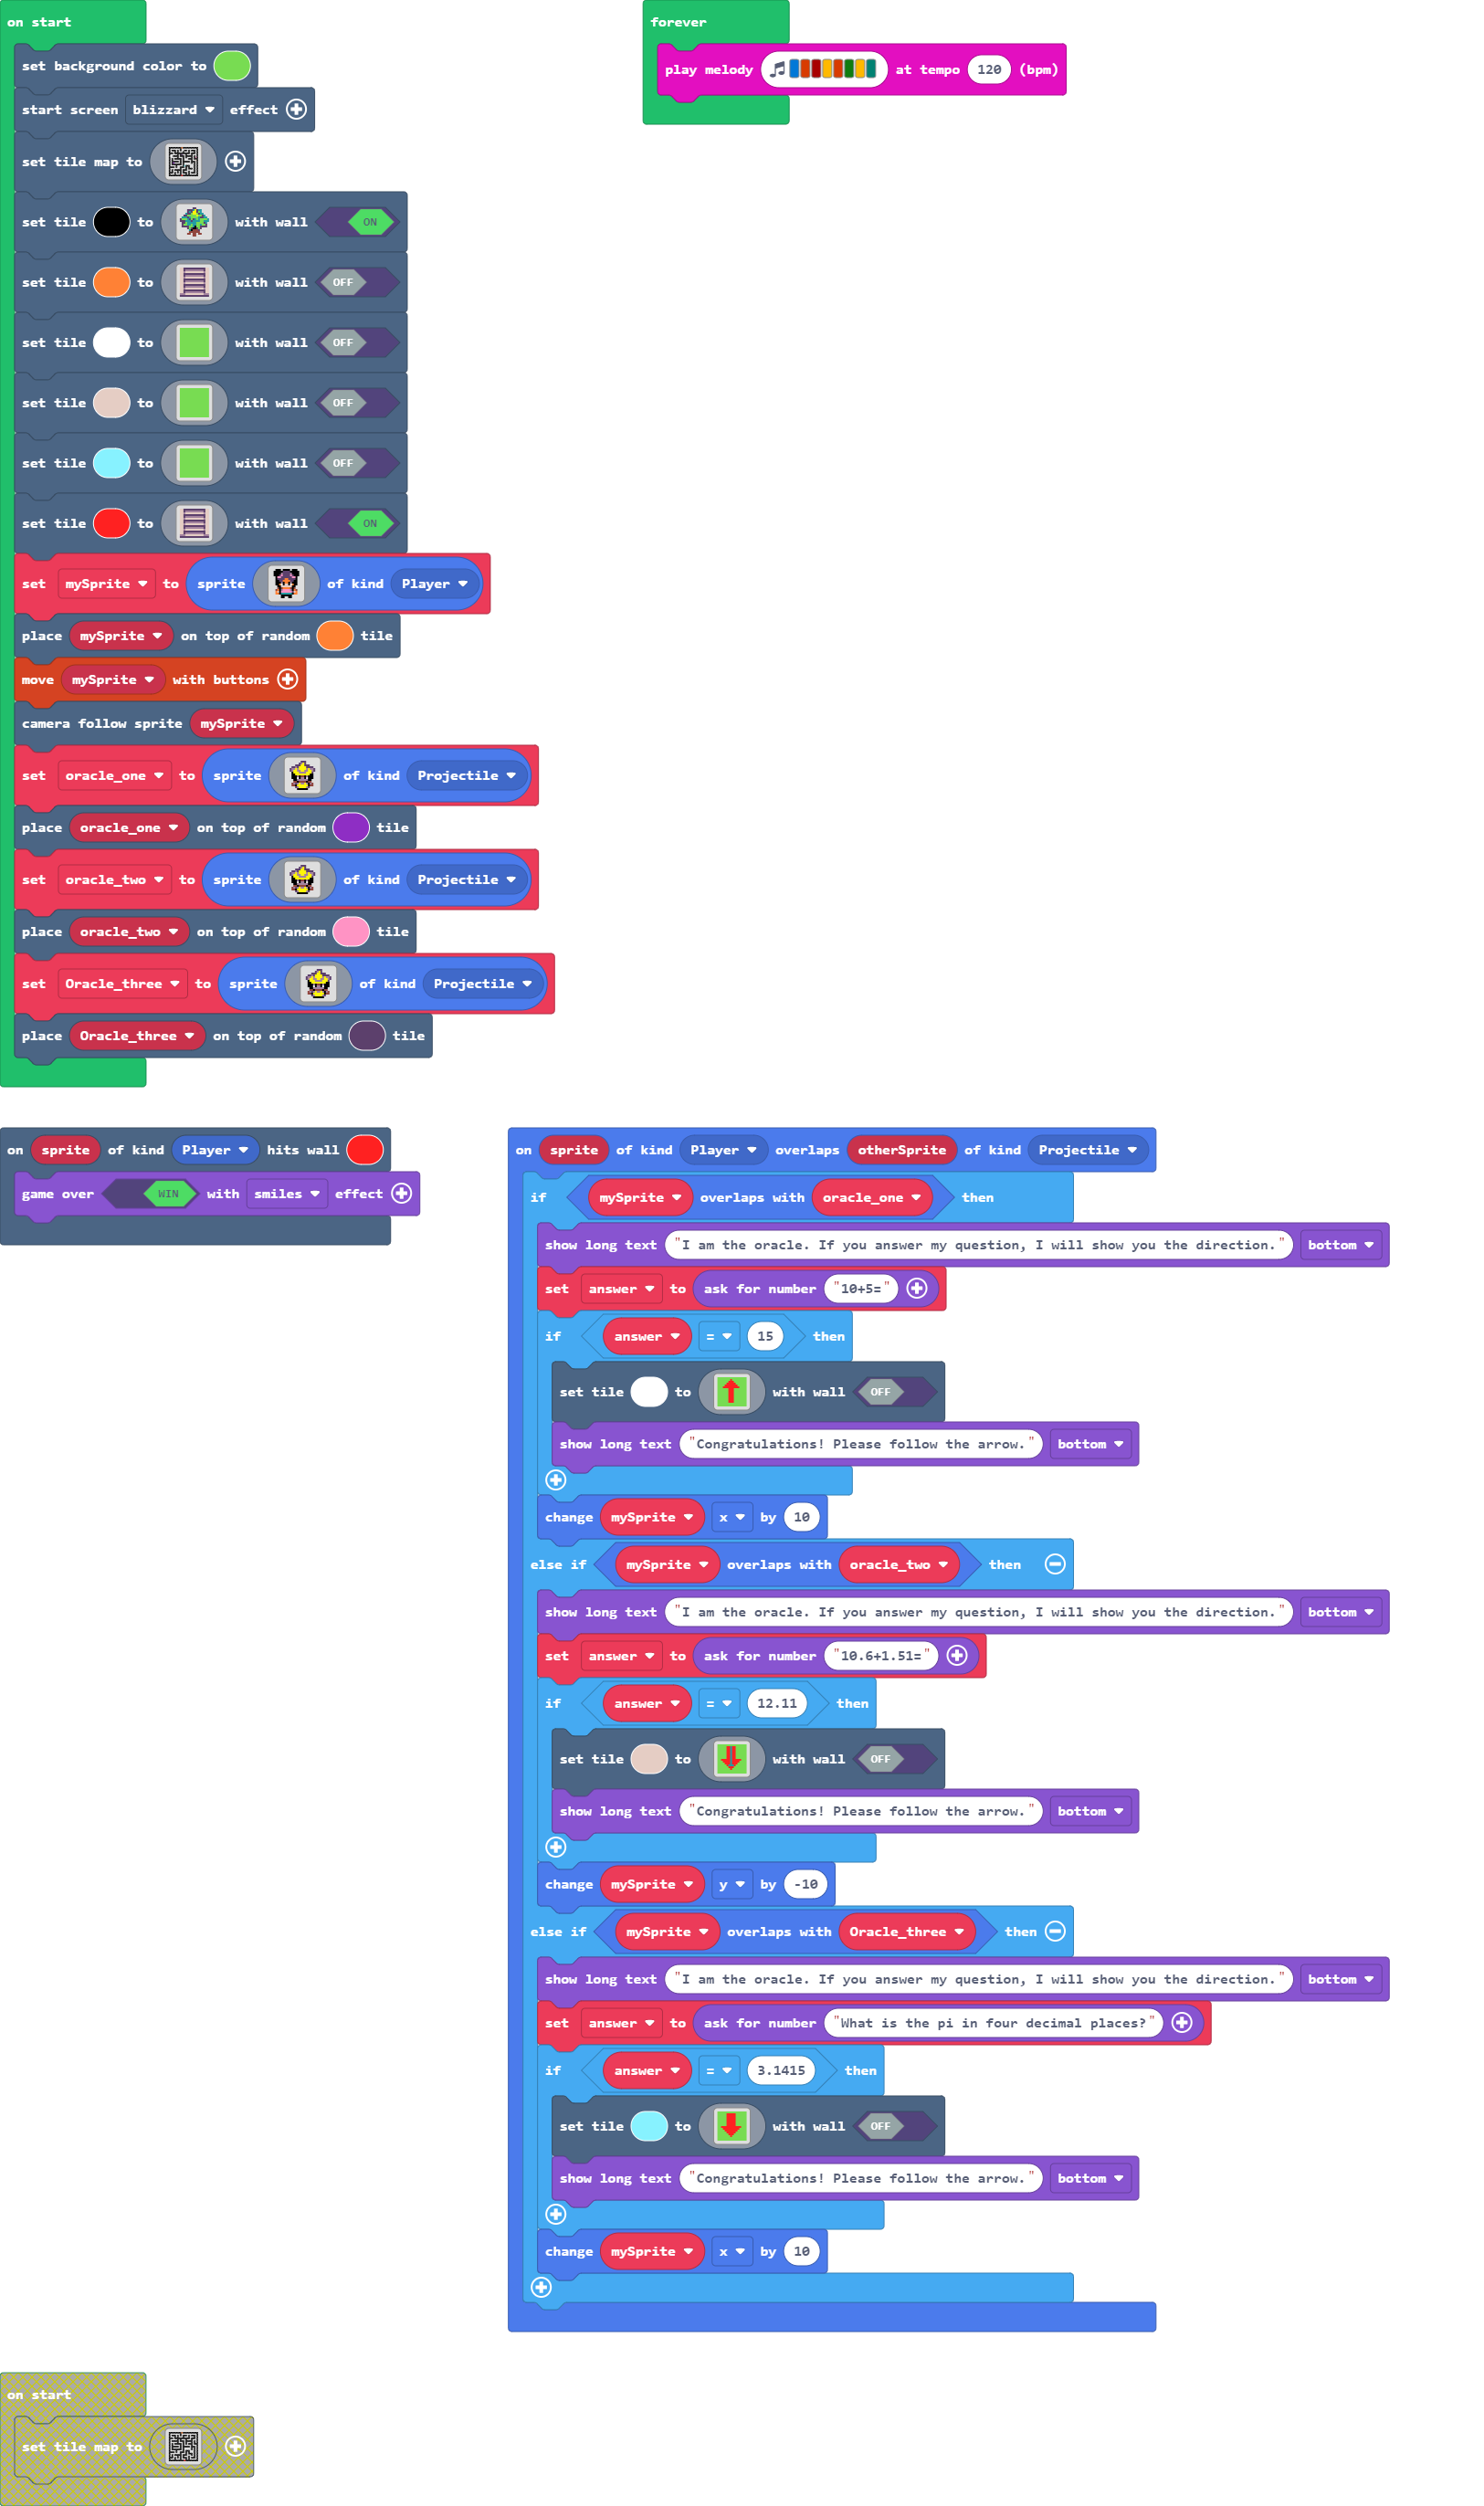 on start
set background color to
start screen blizzard effect
set tile map to
set tile to with wall ON
set tile to with wall OFF
set tile to with wall OFF
set tile to with wall OFF
set tile to with wall OFF
set tile to with wall ON
set mySprite to sprite of kind Player
place mySprite on top of random tile
move mySprite with buttons
camera follow sprite mySprite
set oracle_one to sprite of kind Projectile
place oracle_one on top of random tile
set oracle_two to sprite of kind Projectile
place oracle_two on top of random tile
set Oracle_three to sprite of kind Projectile
place Oracle_three on top of random tile
forever
play melody at tempo 120 (bpm)
on sprite of kind Player hits wall
game over WIN with smiles effect
on sprite of kind Player overlaps otherSprite of kind Projectile
if mySprite overlaps with oracle_one then
show long text "I am the oracle. If you answer my question, I will show you the direction." bottom
set answer to ask for number "10+5="
if answer = 15 then
set tile to with wall OFF
show long text "Congratulations! Please follow the arrow." bottom
change mySprite x by 10
else if mySprite overlaps with oracle_two then
show long text "I am the oracle. If you answer my question, I will show you the direction." bottom
set answer to ask for number "10.6+1.51="
if answer = 12.11 then
set tile to with wall OFF
show long text "Congratulations! Please follow the arrow." bottom
change mySprite y by -10
else if mySprite overlaps with Oracle_three then
show long text "I am the oracle. If you answer my question, I will show you the direction." bottom
set answer to ask for number "What is the pi in four decimal places?"
if answer = 3.1415 then
set tile to with wall OFF
show long text "Congratulations! Please follow the arrow." bottom
change mySprite x by 10
on start
set tile map to